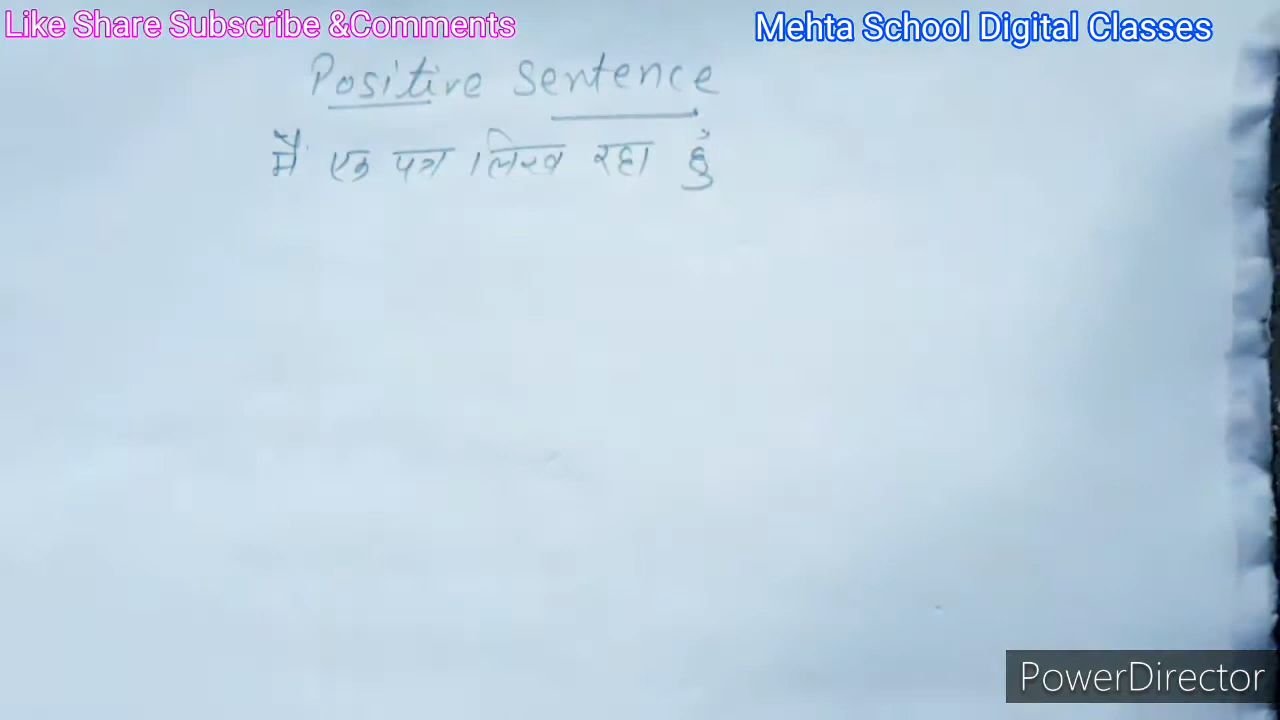 Like Share Subscribe &Comments
Mehta School Digital Classes
Positive Sentence
मैं एक पत्र लिख रहा हूँ
PowerDirector